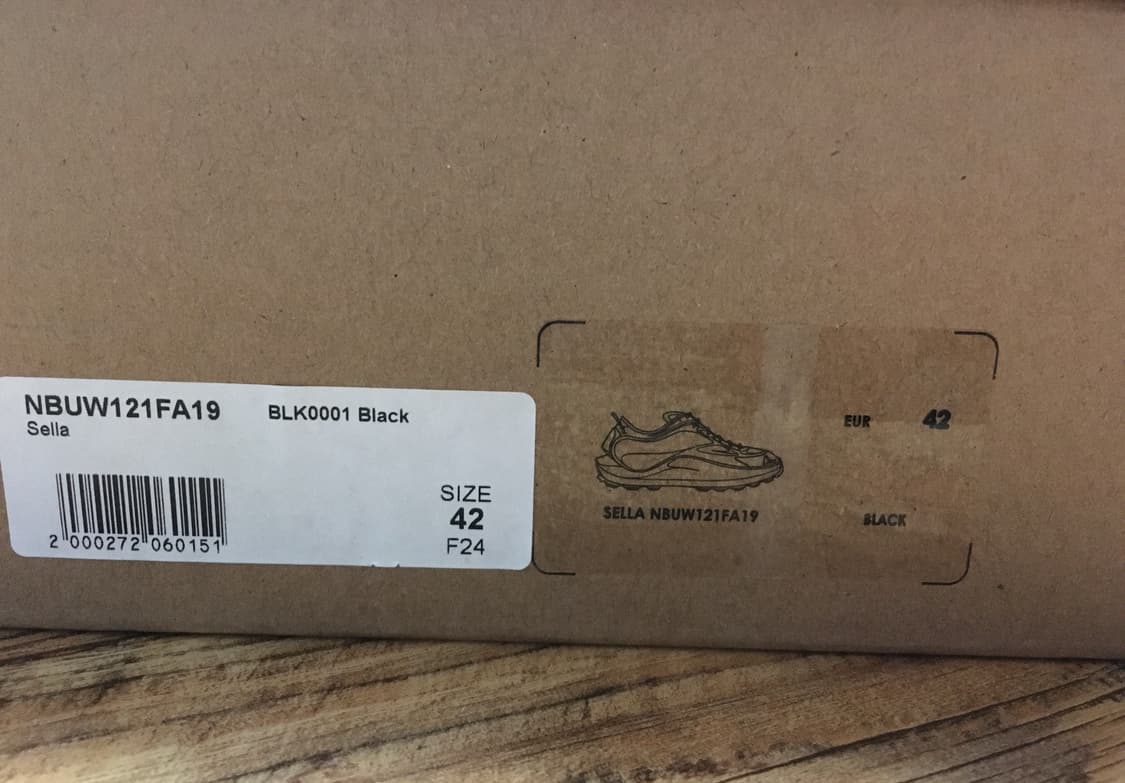 NBUW121FA19 BLK0001 Black
Sella
SIZE
42
F24
2 000272 060151
EUR 42
SELLA NBUW121FA19 BLACK